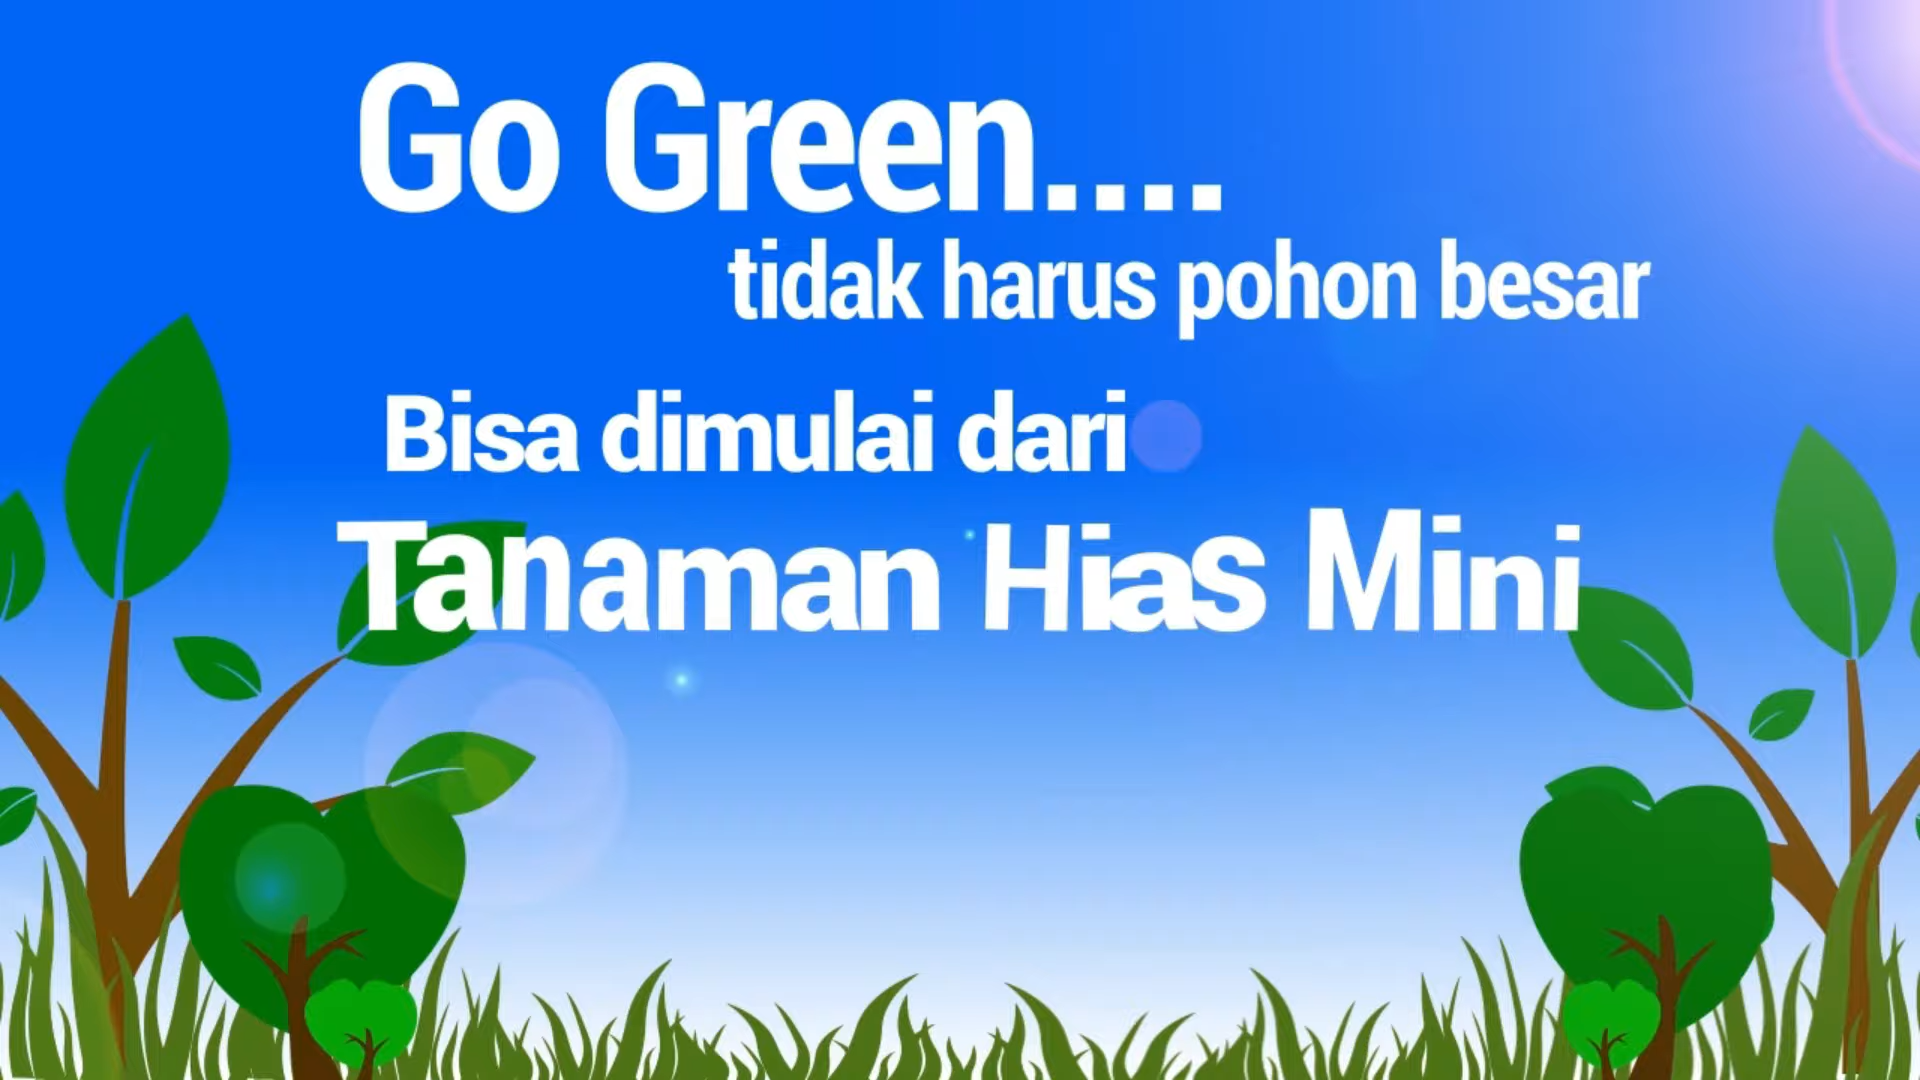 Go Green....
tidak harus pohon besar
Bisa dimulai dari
Tanaman Hias Mini